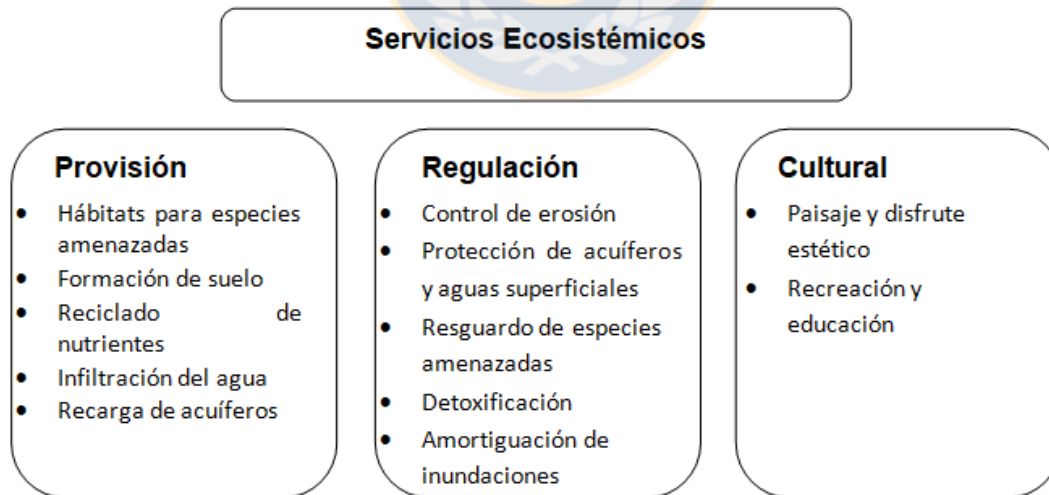 Servicios Ecosistémicos
Provisión
• Hábitats para especies
amenazadas
• Formación de suelo
• Reciclado de
nutrientes
• Infiltración del agua
• Recarga de acuíferos
Regulación
• Control de erosión
• Protección de acuíferos
y aguas superficiales
• Resguardo de especies
amenazadas
• Detoxificación
• Amortiguación de
inundaciones
Cultural
• Paisaje y disfrute
estético
• Recreación y
educación